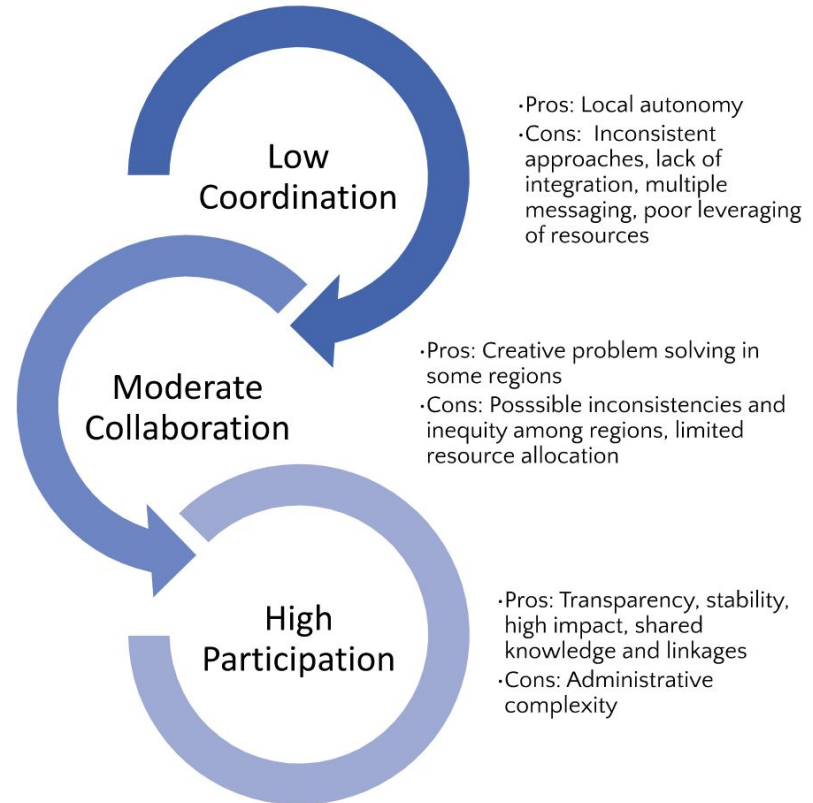 Low
Coordination
·Pros: Local autonomy
·Cons:  Inconsistent
approaches, lack of
integration, multiple
messaging, poor leveraging
of resources
Moderate
Collaboration
·Pros: Creative problem solving in
some regions
·Cons: Posssible inconsistencies and
inequity among regions, limited
resource allocation
High
Participation
·Pros: Transparency, stability,
high impact, shared
knowledge and linkages
·Cons: Administrative
complexity